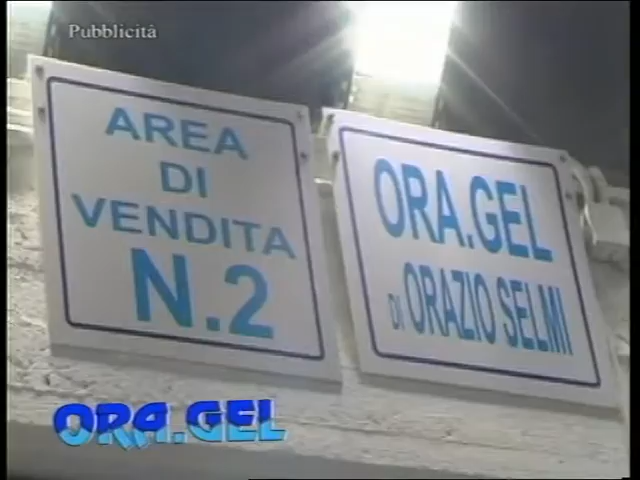 Pubblicità
AREA
DI
VENDITA
N.2
ORA.GEL
DI ORAZIO SELMI
ORA.GEL